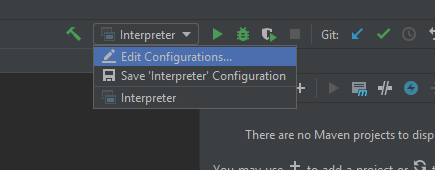 Interpreter
Git:
Edit Configurations...
Save 'Interpreter' Configuration
Interpreter
There are no Maven projects to disp
You may use + to add a project or